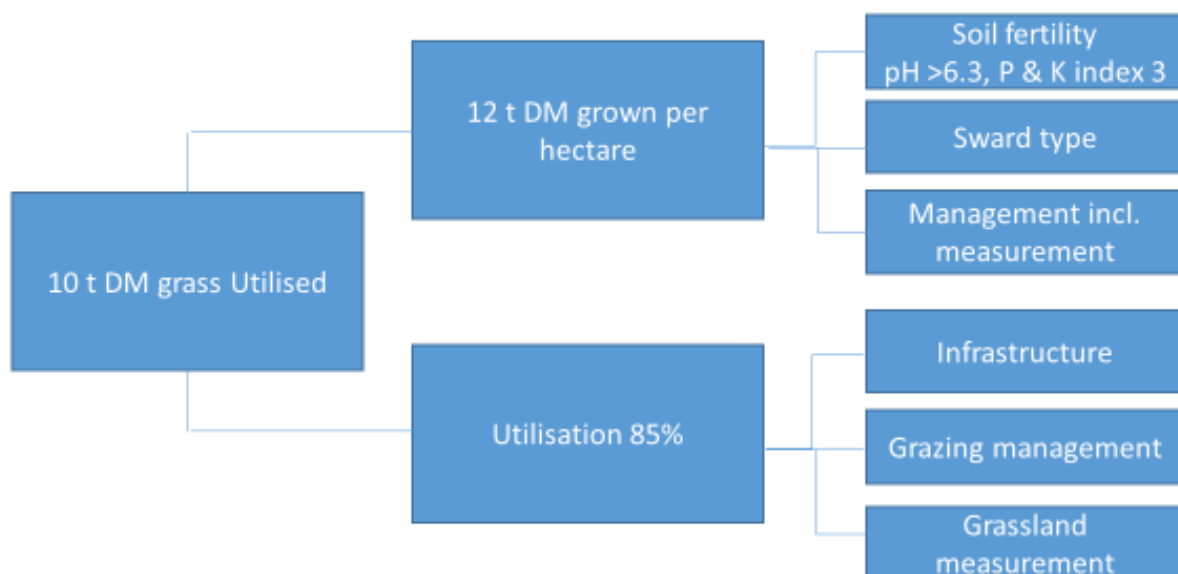 10 t DM grass Utilised
12 t DM grown per
hectare
Soil fertility
pH >6.3, P & K index 3
Sward type
Management incl.
measurement
Utilisation 85%
Infrastructure
Grazing management
Grassland
measurement